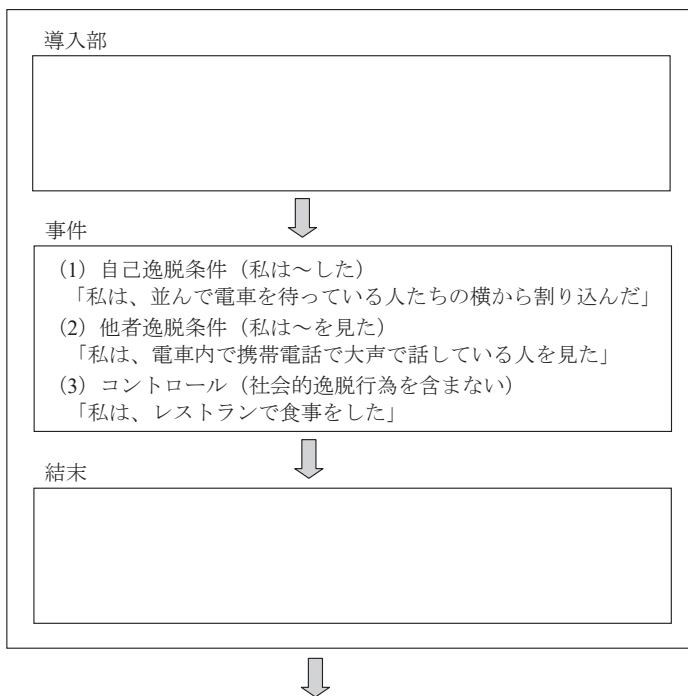 導入部
事件
(1) 自己逸脱条件（私は～した）
「私は、並んで電車を待っている人たちの横から割り込んだ」
(2) 他者逸脱条件（私は～を見た）
「私は、電車内で携帯電話で大声で話している人を見た」
(3) コントロール（社会的逸脱行為を含まない）
「私は、レストランで食事をした」
結末